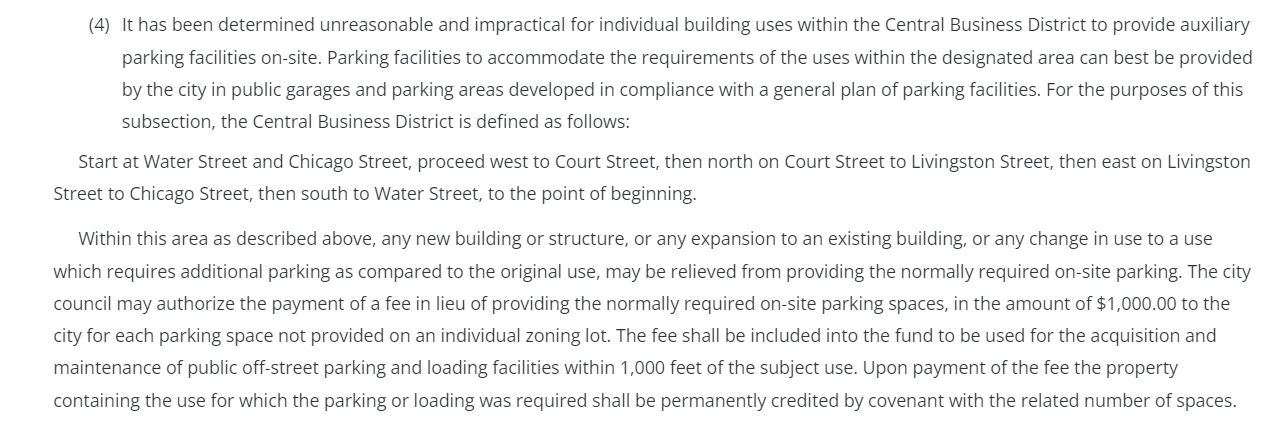 (4) It has been determined unreasonable and impractical for individual building uses within the Central Business District to provide auxiliary
parking facilities on-site. Parking facilities to accommodate the requirements of the uses within the designated area can best be provided
by the city in public garages and parking areas developed in compliance with a general plan of parking facilities. For the purposes of this
subsection, the Central Business District is defined as follows:
Start at Water Street and Chicago Street, proceed west to Court Street, then north on Court Street to Livingston Street, then east on Livingston
Street to Chicago Street, then south to Water Street, to the point of beginning.
Within this area as described above, any new building or structure, or any expansion to an existing building, or any change in use to a use
which requires additional parking as compared to the original use, may be relieved from providing the normally required on-site parking. The city
council may authorize the payment of a fee in lieu of providing the normally required on-site parking spaces, in the amount of $1,000.00 to the
city for each parking space not provided on an individual zoning lot. The fee shall be included into the fund to be used for the acquisition and
maintenance of public off-street parking and loading facilities within 1,000 feet of the subject use. Upon payment of the fee the property
containing the use for which the parking or loading was required shall be permanently credited by covenant with the related number of spaces.